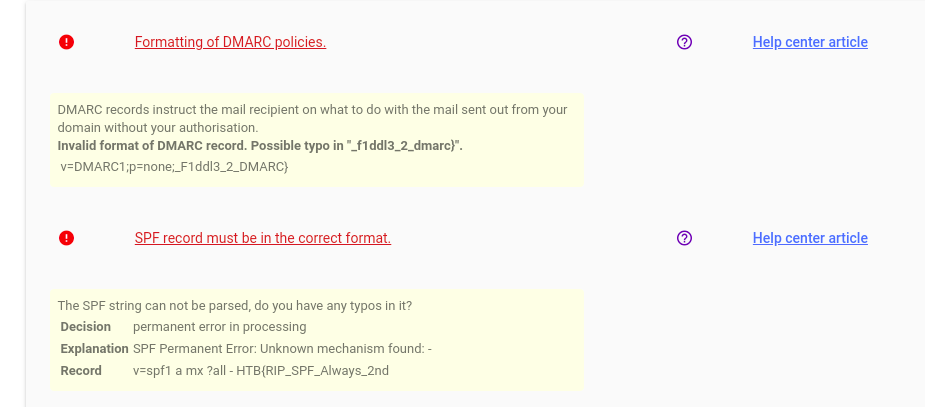 Formatting of DMARC policies. Help center article
DMARC records instruct the mail recipient on what to do with the mail sent out from your
domain without your authorisation.
Invalid format of DMARC record. Possible typo in "_f1ddl3_2_dmarc}".
v=DMARC1;p=none;_F1ddl3_2_DMARC}
SPF record must be in the correct format. Help center article
The SPF string can not be parsed, do you have any typos in it?
Decision permanent error in processing
Explanation SPF Permanent Error: Unknown mechanism found: -
Record v=spf1 a mx ?all - HTB{RIP_SPF_Always_2nd